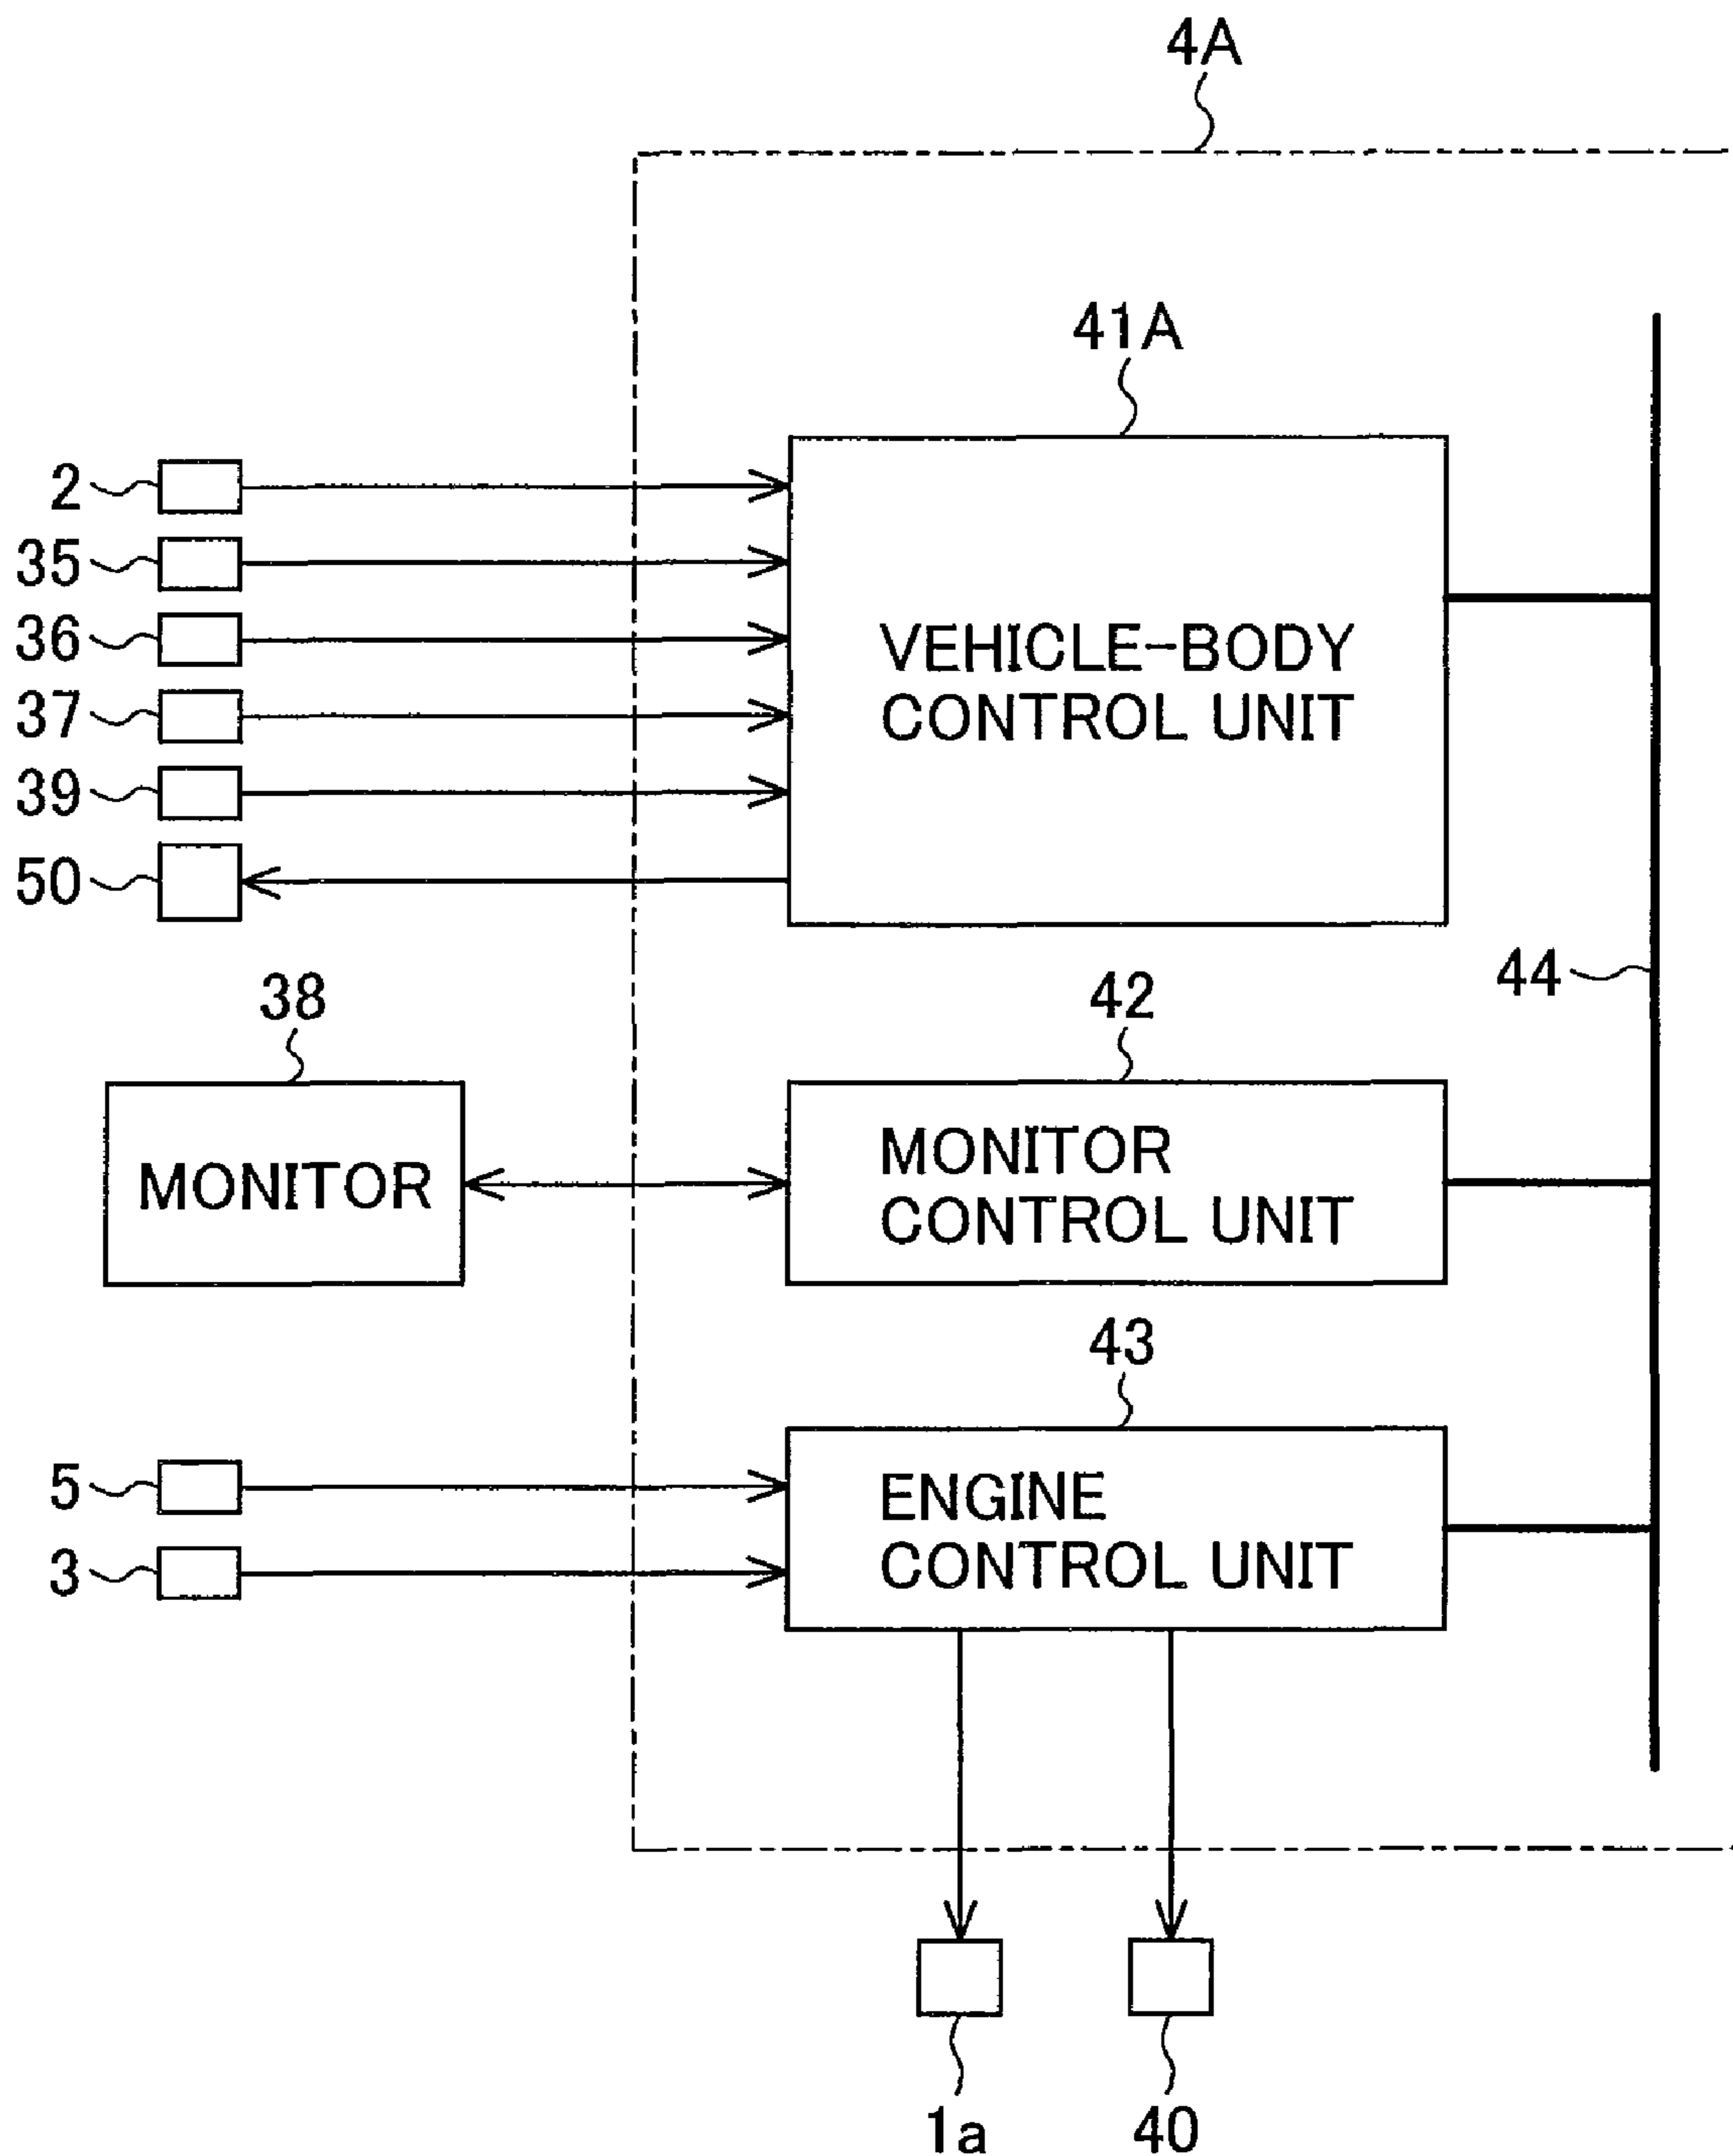 4A
41A
2
35
36
37
39
50
VEHICLE-BODY
CONTROL UNIT
44
38
42
MONITOR
MONITOR
CONTROL UNIT
43
5
3
ENGINE
CONTROL UNIT
1a
40